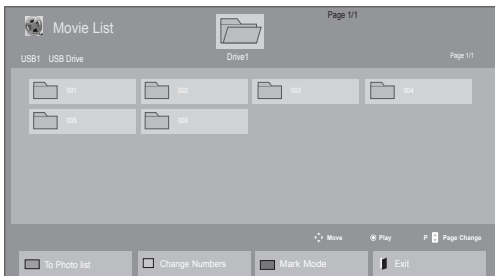 Page 1/1
Movie List
USB1 USB Drive
Drive1
Page 1/1
001 002 003 004
005 006
Move Play P Page Change
To Photo list Change Numbers Mark Mode Exit